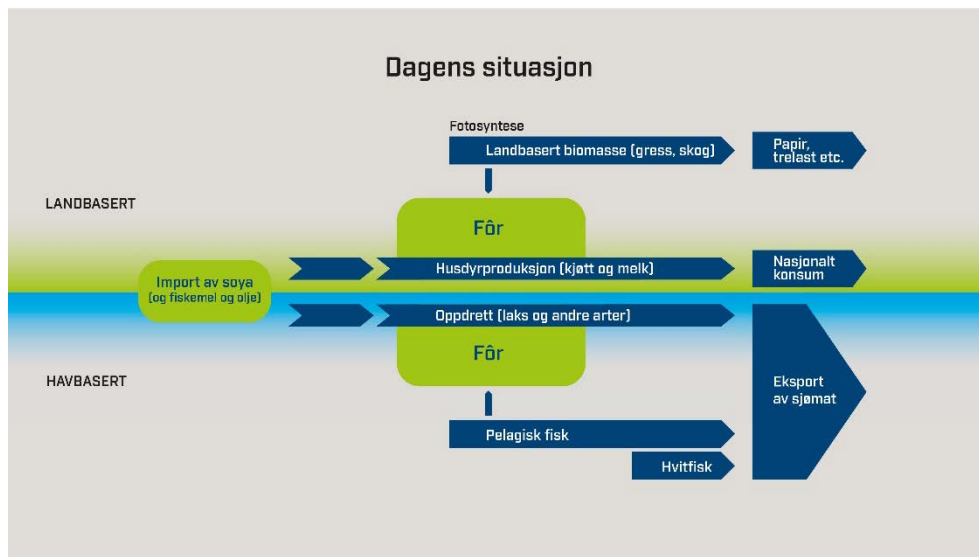 Dagens situasjon
Fotosyntese
Landbasert biomasse (gress, skog)
Papir,
trelast etc.
LANDBASERT
Fôr
Husdyrproduksjon (kjøtt og melk)
Nasjonalt
konsum
Import av soya
(og fiskemel og olje)
Oppdrett (laks og andre arter)
Fôr
HAVBASERT
Eksport
av sjømat
Pelagisk fisk
Hvitfisk